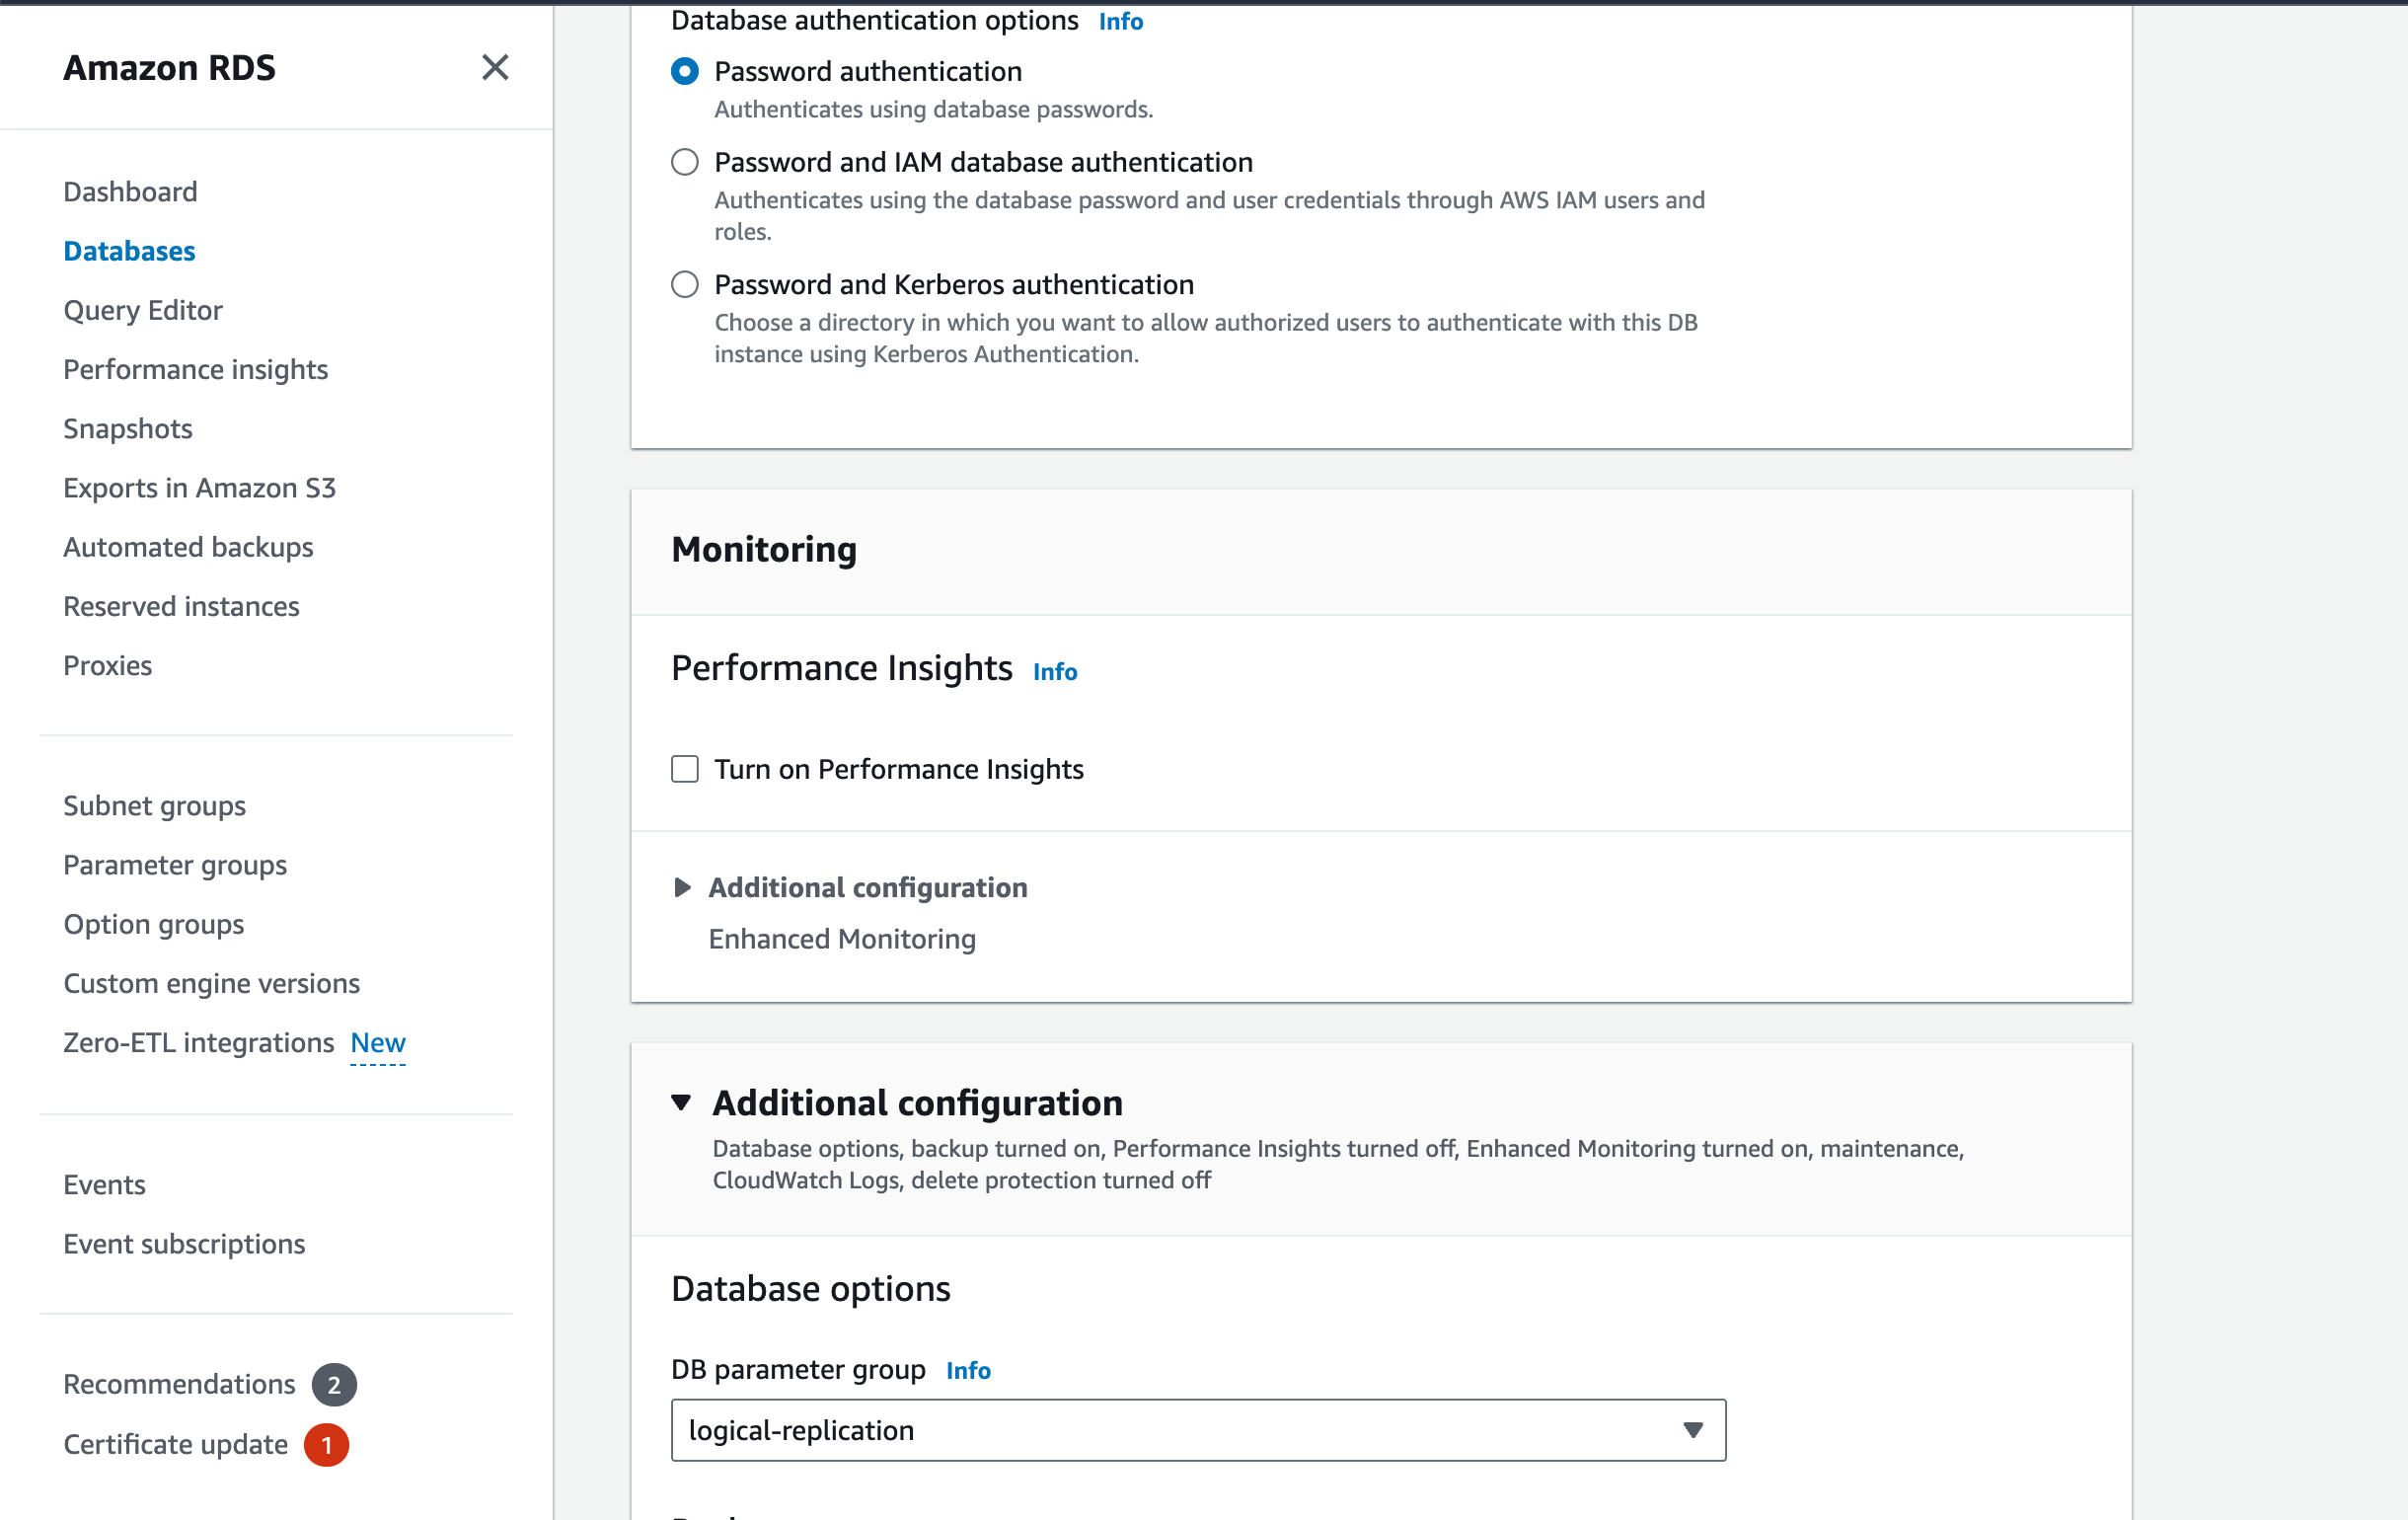 Amazon RDS
Dashboard
Databases
Query Editor
Performance insights
Snapshots
Exports in Amazon S3
Automated backups
Reserved instances
Proxies
Subnet groups
Parameter groups
Option groups
Custom engine versions
Zero-ETL integrations New
Events
Event subscriptions
Recommendations 2
Certificate update 1
Database authentication options Info
Password authentication
Authenticates using database passwords.
Password and IAM database authentication
Authenticates using the database password and user credentials through AWS IAM users and
roles.
Password and Kerberos authentication
Choose a directory in which you want to allow authorized users to authenticate with this DB
instance using Kerberos Authentication.
Monitoring
Performance Insights Info
Turn on Performance Insights
Additional configuration
Enhanced Monitoring
Additional configuration
Database options, backup turned on, Performance Insights turned off, Enhanced Monitoring turned on, maintenance,
CloudWatch Logs, delete protection turned off
Database options
DB parameter group Info
logical-replication